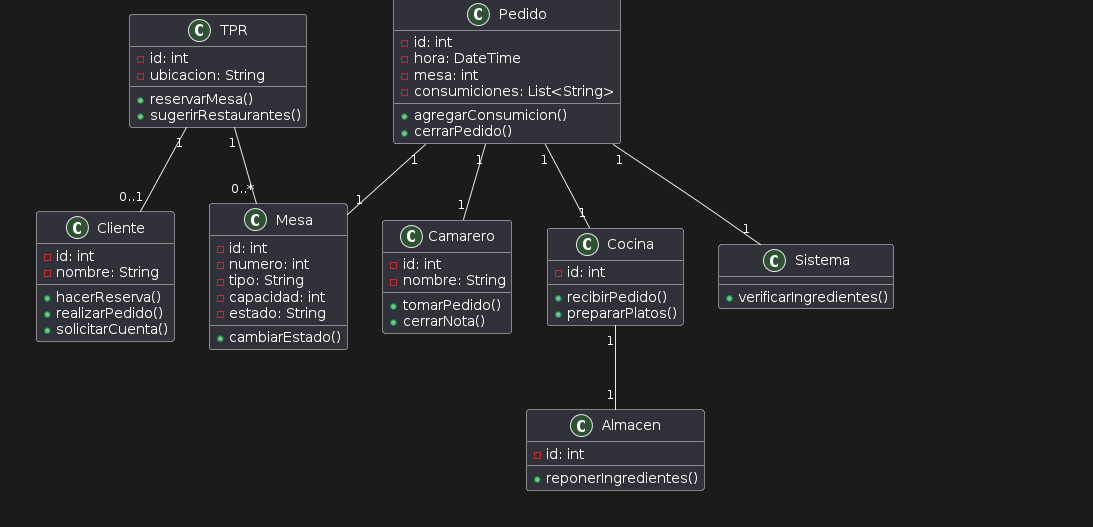 C TPR
id: int
ubicacion: String
reservarMesa()
sugerirRestaurantes()
C Pedido
id: int
hora: DateTime
mesa: int
consumiciones: List<String>
agregarConsumicion()
cerrarPedido()
1
1
1
1
1
1
0..1
0..*
1
1
1
1
C Cliente
id: int
nombre: String
hacerReserva()
realizarPedido()
solicitarCuenta()
C Mesa
id: int
numero: int
tipo: String
capacidad: int
estado: String
cambiarEstado()
C Camarero
id: int
nombre: String
tomarPedido()
cerrarNota()
C Cocina
id: int
recibirPedido()
prepararPlatos()
C Sistema
verificarIngredientes()
1
1
C Almacen
id: int
reponerIngredientes()